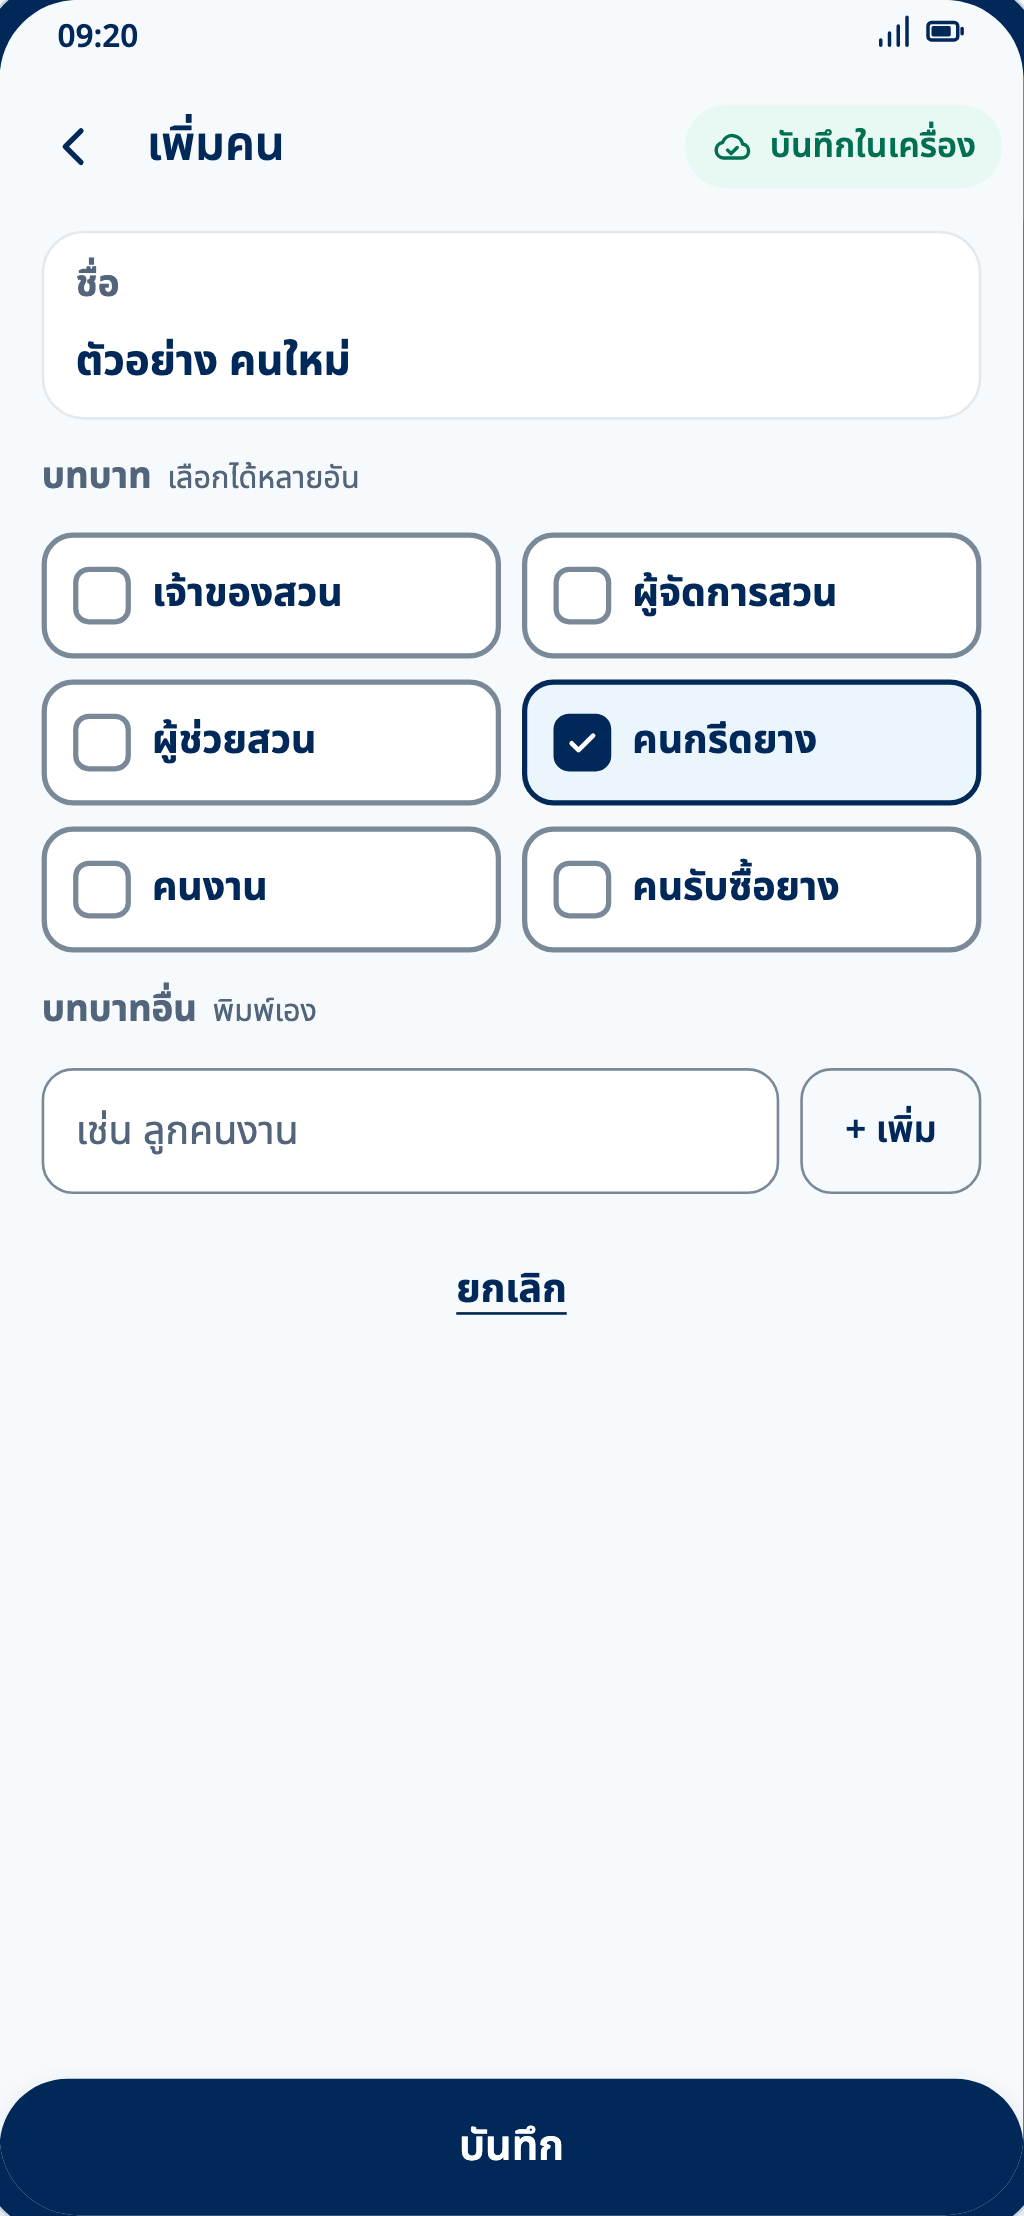 09:20
เพิ่มคน
บันทึกในเครื่อง
ชื่อ
ตัวอย่าง คนใหม่
บทบาท เลือกได้หลายอัน
เจ้าของสวน
ผู้จัดการสวน
ผู้ช่วยสวน
คนกรีดยาง
คนงาน
คนรับซื้อยาง
บทบาทอื่น พิมพ์เอง
เช่น ลูกคนงาน
+ เพิ่ม
ยกเลิก
บันทึก